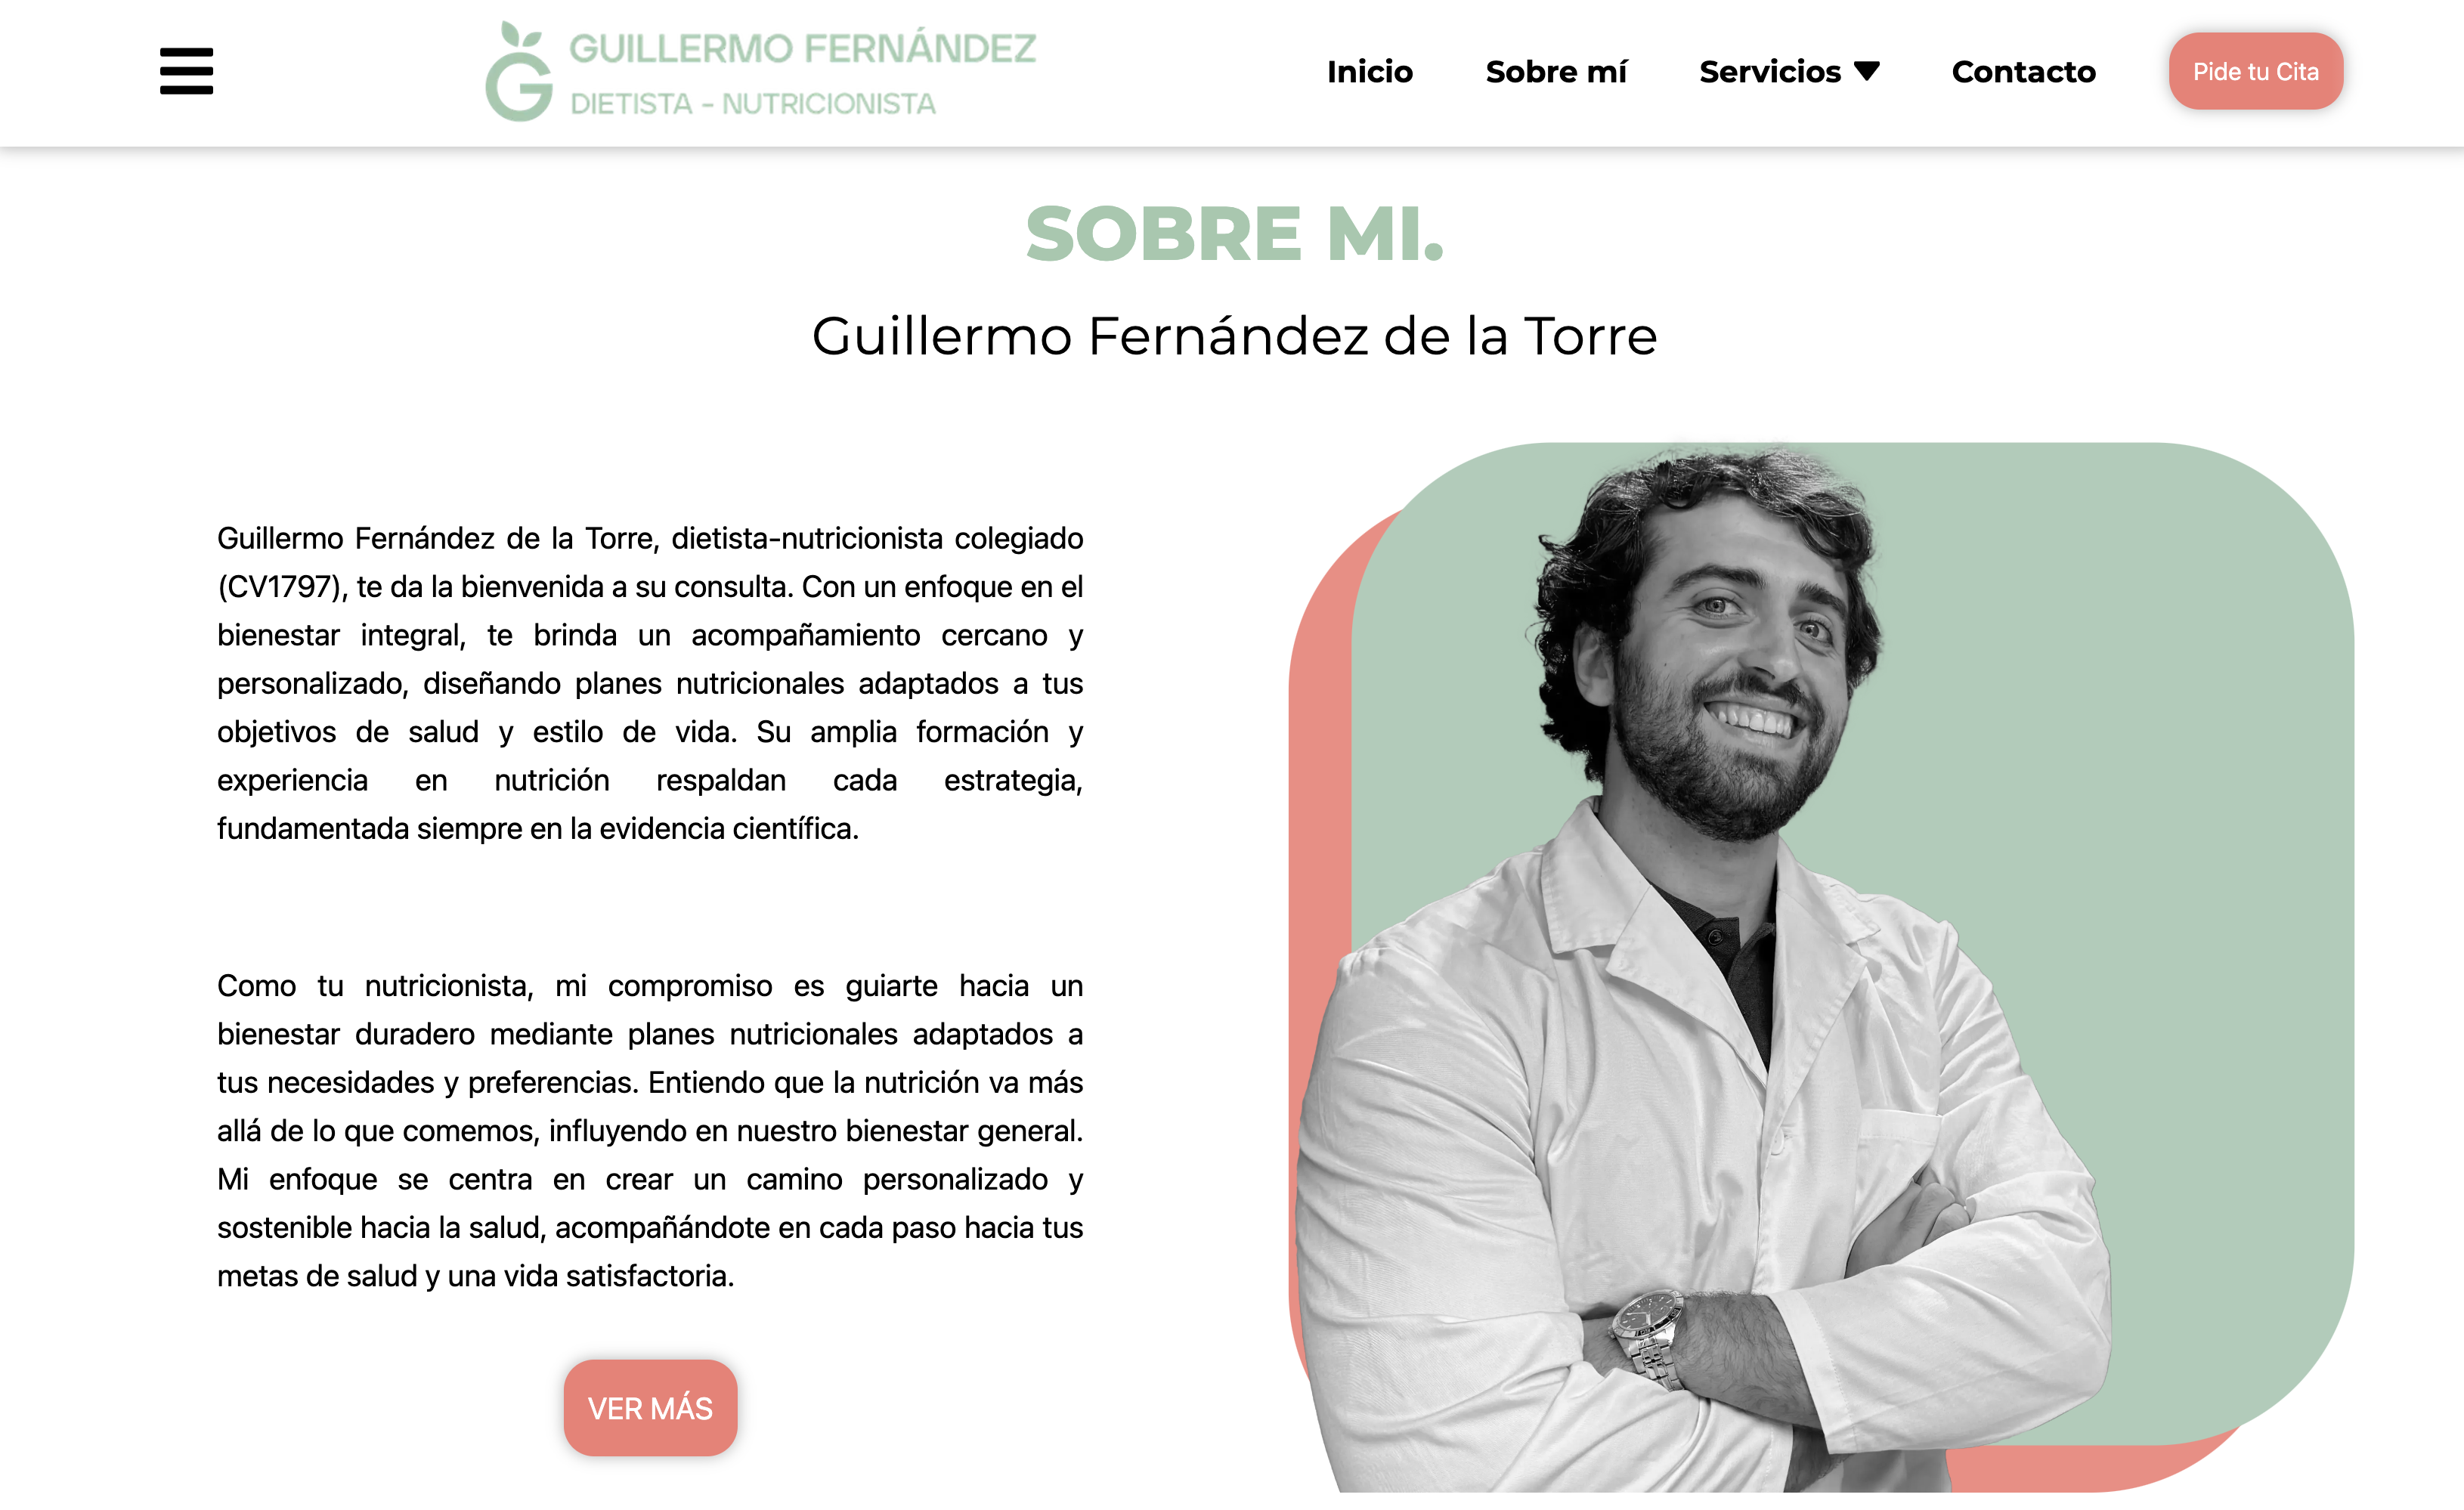 GUILLERMO FERNÁNDEZ
DIETISTA - NUTRICIONISTA
Inicio
Sobre mí
Servicios
Contacto
Pide tu Cita
SOBRE MI.
Guillermo Fernández de la Torre
Guillermo Fernández de la Torre, dietista-nutricionista colegiado
(CV1797), te da la bienvenida a su consulta. Con un enfoque en el
bienestar integral, te brinda un acompañamiento cercano y
personalizado, diseñando planes nutricionales adaptados a tus
objetivos de salud y estilo de vida. Su amplia formación y
experiencia en nutrición respaldan cada estrategia,
fundamentada siempre en la evidencia científica.
Como tu nutricionista, mi compromiso es guiarte hacia un
bienestar duradero mediante planes nutricionales adaptados a
tus necesidades y preferencias. Entiendo que la nutrición va más
allá de lo que comemos, influyendo en nuestro bienestar general.
Mi enfoque se centra en crear un camino personalizado y
sostenible hacia la salud, acompañándote en cada paso hacia tus
metas de salud y una vida satisfactoria.
VER MÁS